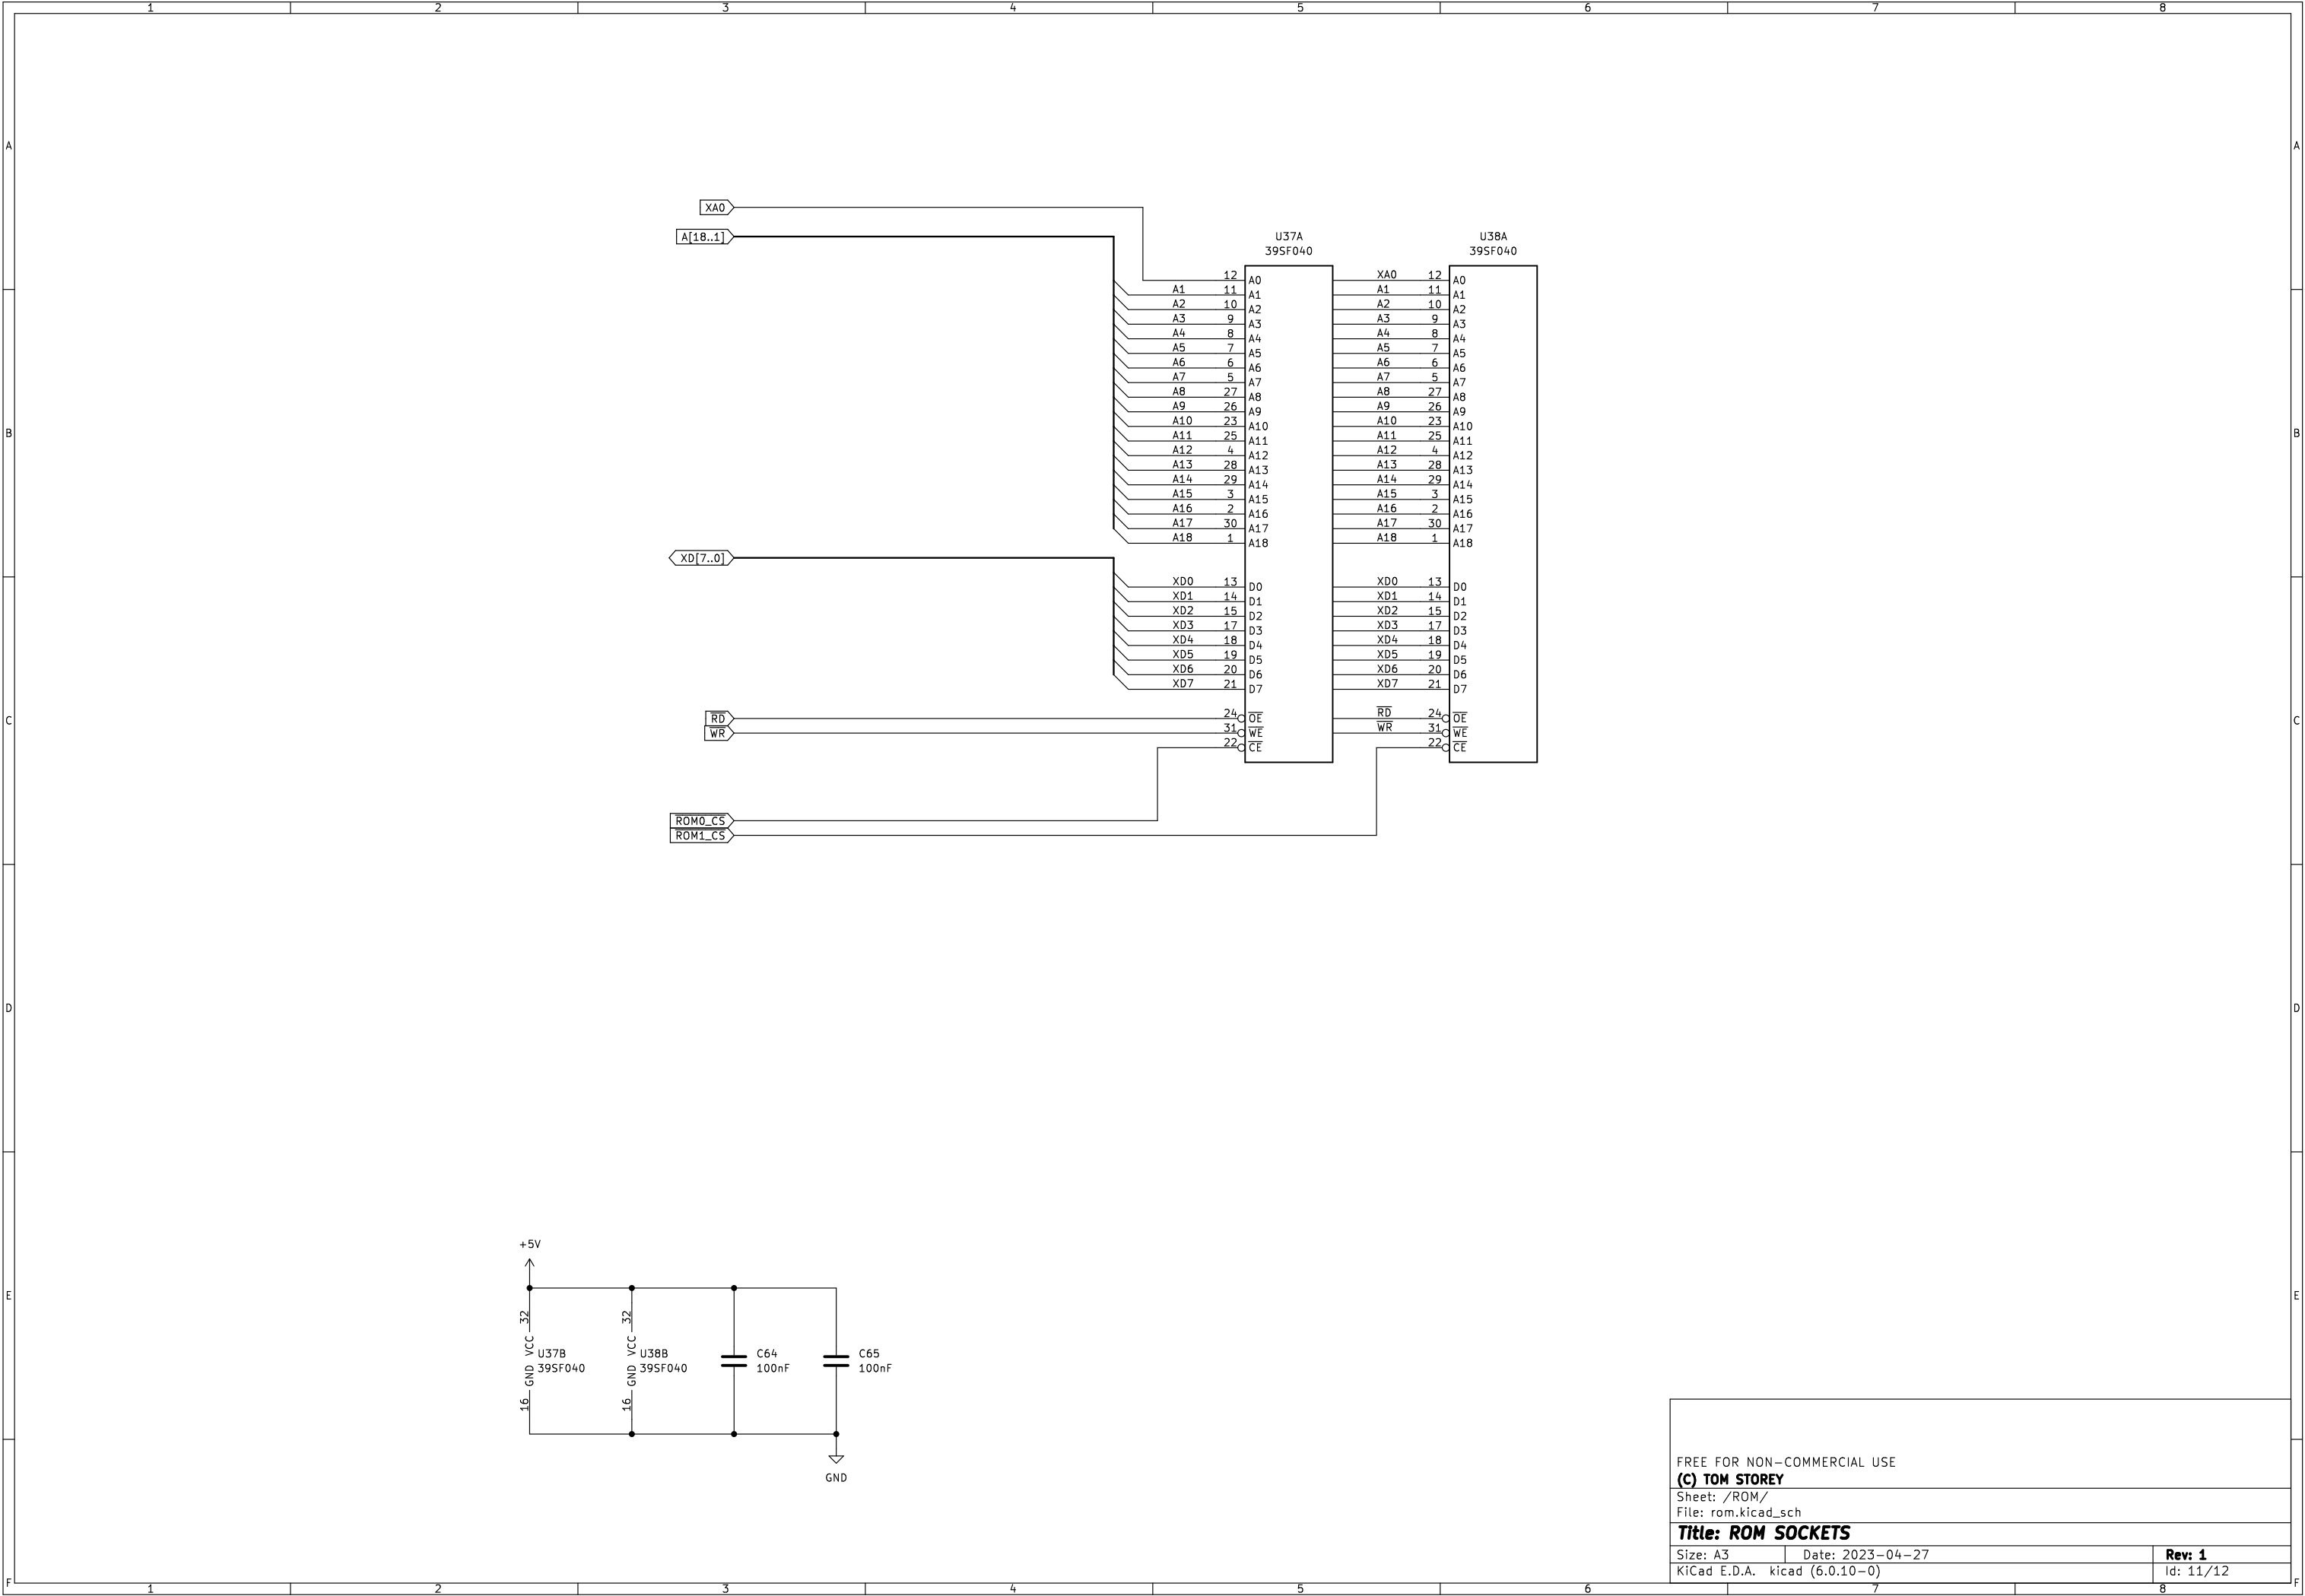 1 2 3 4 5 6 7 8
A A
XA0
A[18..1]
U37A U38A
39SF040 39SF040
12 A0 XA0 12 A0
A1 11 A1 A1 11 A1
A2 10 A2 A2 10 A2
A3 9 A3 A3 9 A3
A4 8 A4 A4 8 A4
A5 7 A5 A5 7 A5
A6 6 A6 A6 6 A6
A7 5 A7 A7 5 A7
A8 27 A8 A8 27 A8
A9 26 A9 A9 26 A9
A10 23 A10 A10 23 A10
B B
A11 25 A11 A11 25 A11
A12 4 A12 A12 4 A12
A13 28 A13 A13 28 A13
A14 29 A14 A14 29 A14
A15 3 A15 A15 3 A15
A16 2 A16 A16 2 A16
A17 30 A17 A17 30 A17
A18 1 A18 A18 1 A18
XD[7..0]
XD0 13 D0 XD0 13 D0
XD1 14 D1 XD1 14 D1
XD2 15 D2 XD2 15 D2
XD3 17 D3 XD3 17 D3
XD4 18 D4 XD4 18 D4
XD5 19 D5 XD5 19 D5
XD6 20 D6 XD6 20 D6
XD7 21 D7 XD7 21 D7
C C
RD 24 OE RD 24 OE
WR 31 WE WR 31 WE
22 CE 22 CE
ROM0_CS
ROM1_CS
D D
+5V
E E
32 32
VCC VCC
U37B U38B C64 C65
39SF040 39SF040 100nF 100nF
GND GND
16 16
GND
FREE FOR NON-COMMERCIAL USE
(C) TOM STOREY
Sheet: /ROM/
File: rom.kicad_sch
Title: ROM SOCKETS
Size: A3 Date: 2023-04-27 Rev: 1
KiCad E.D.A. kicad (6.0.10-0) Id: 11/12
F F
1 2 3 4 5 6 7 8